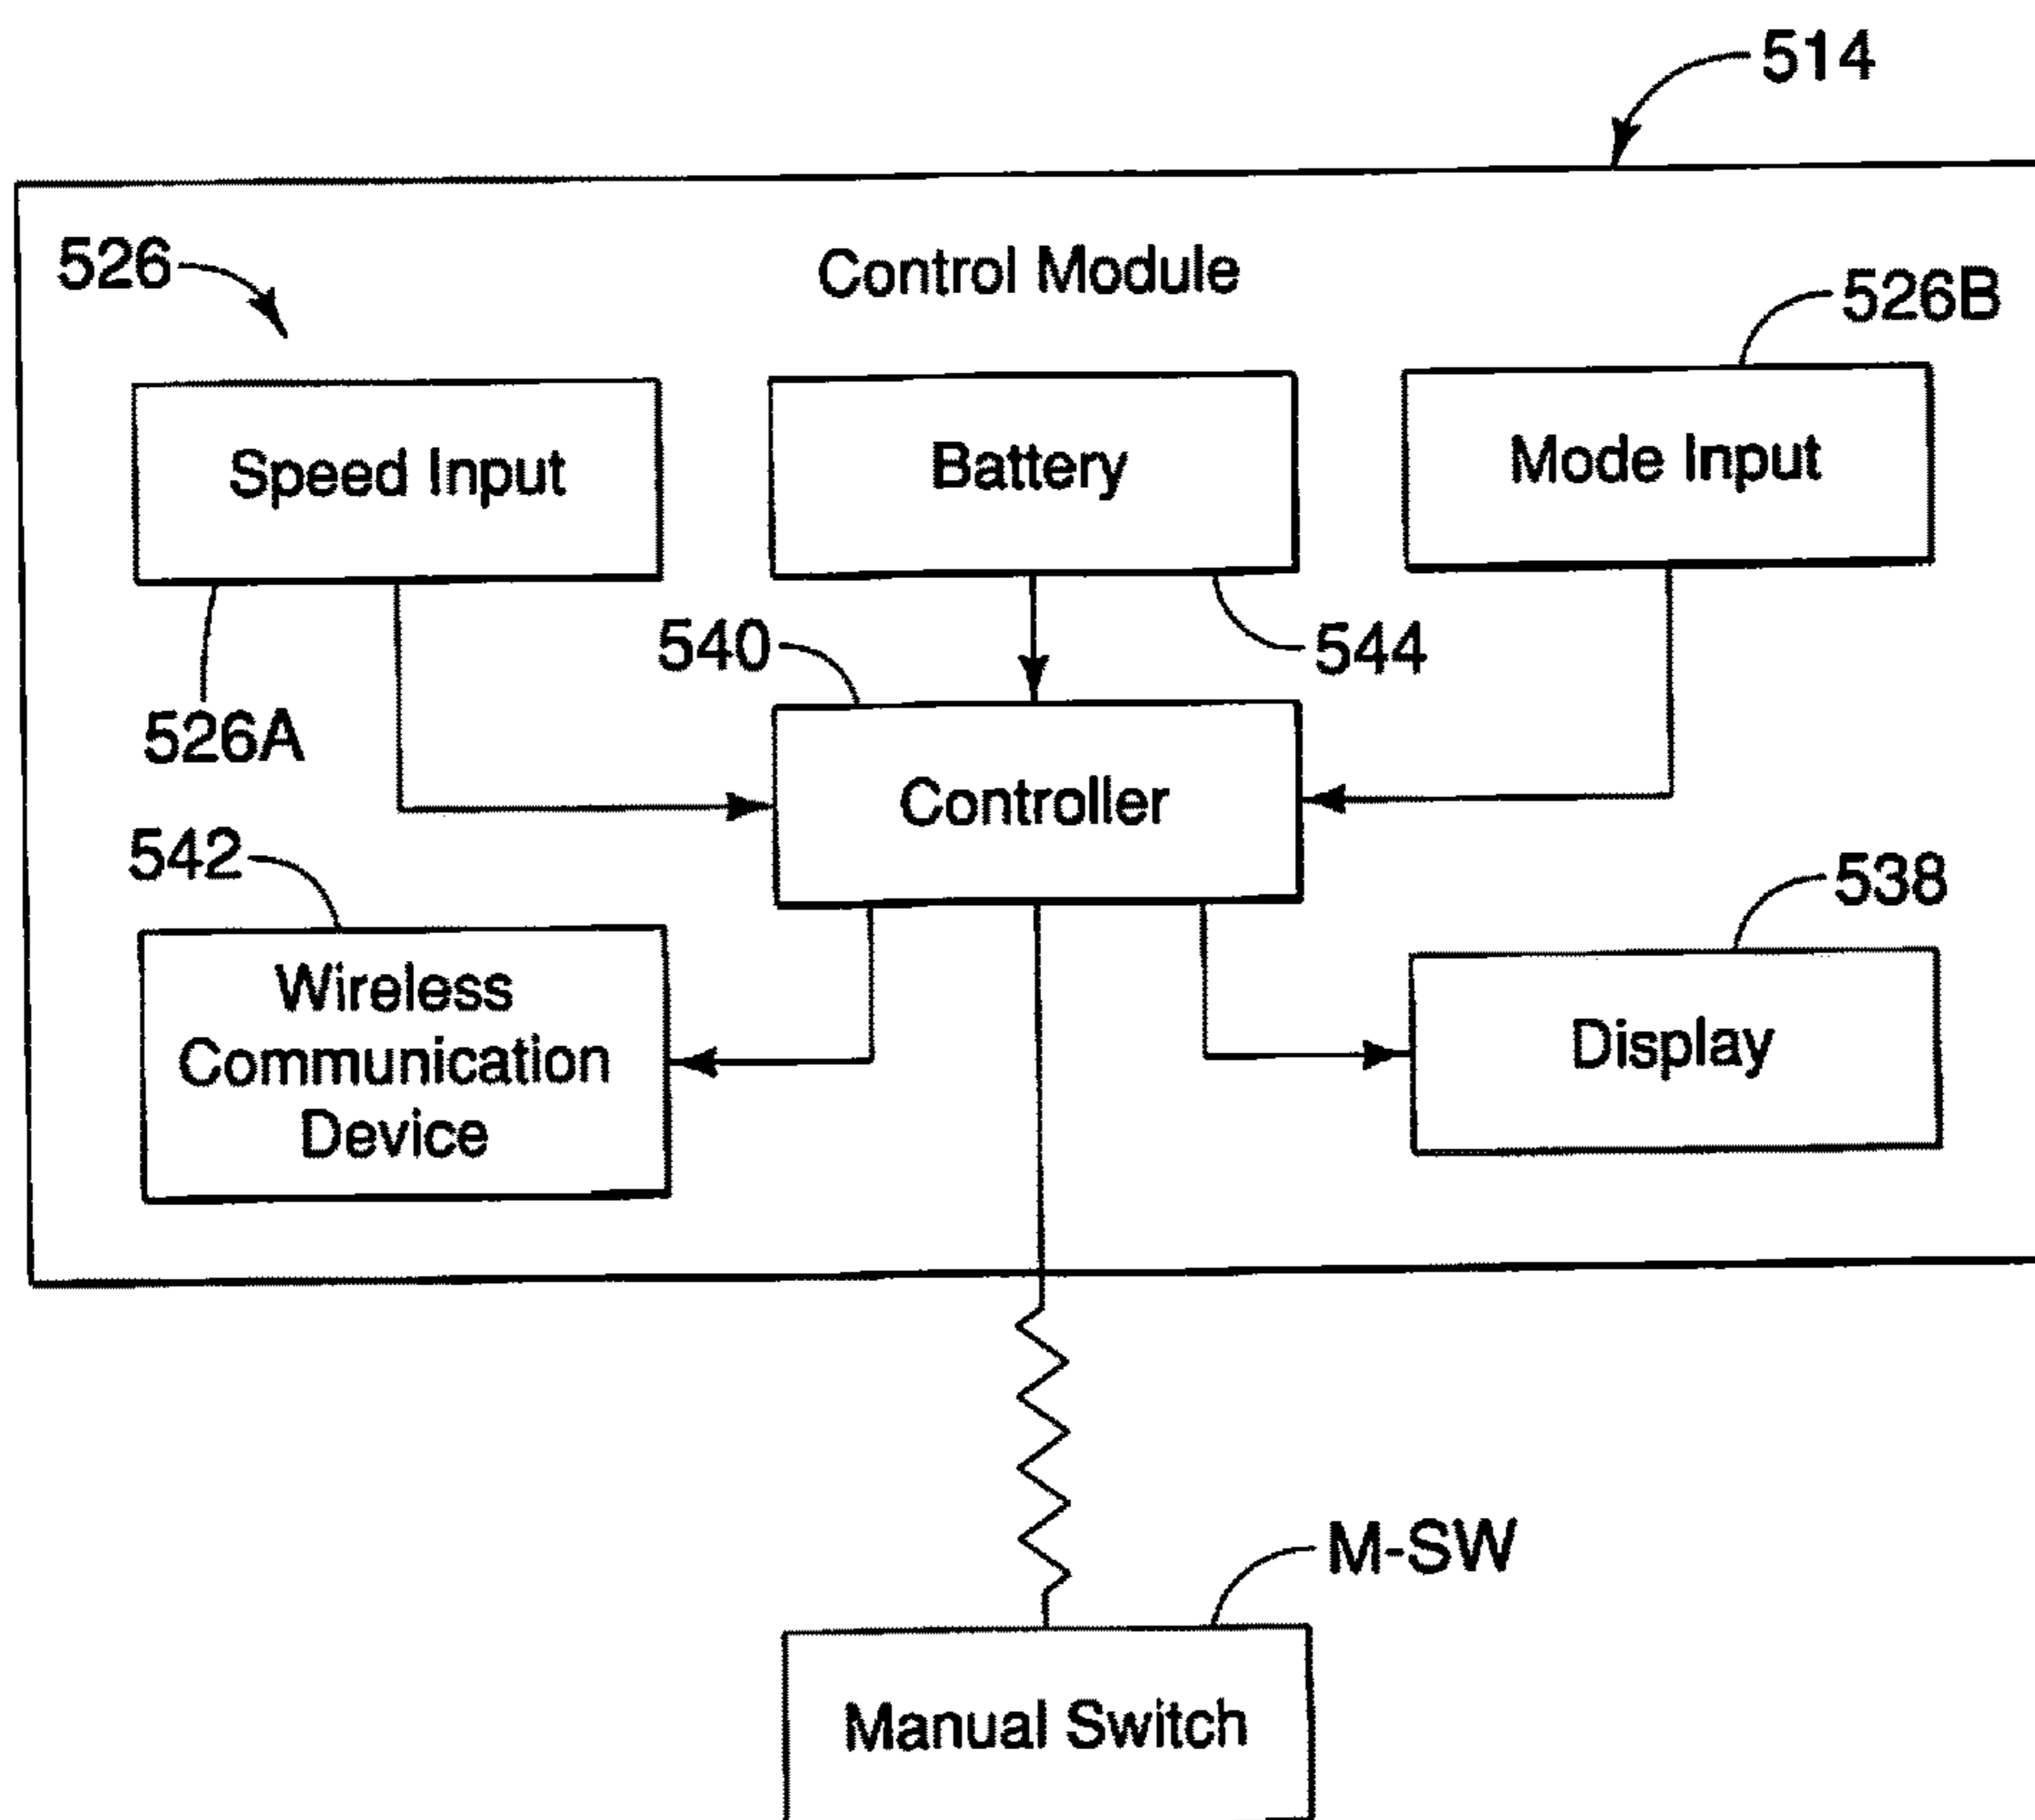 514
526
Control Module
526B
Speed Input
Battery
Mode Input
540
544
526A
Controller
542
538
Wireless
Communication
Device
Display
M-SW
Manual Switch